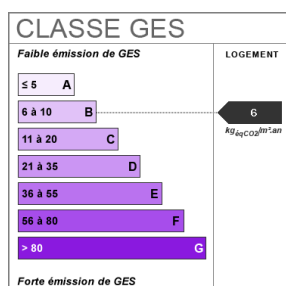 CLASSE GES
Faible émission de GES
LOGEMENT
≤ 5 A
6 à 10 B
6
kgéqCO2/m².an
11 à 20 C
21 à 35 D
36 à 55 E
56 à 80 F
> 80 G
Forte émission de GES